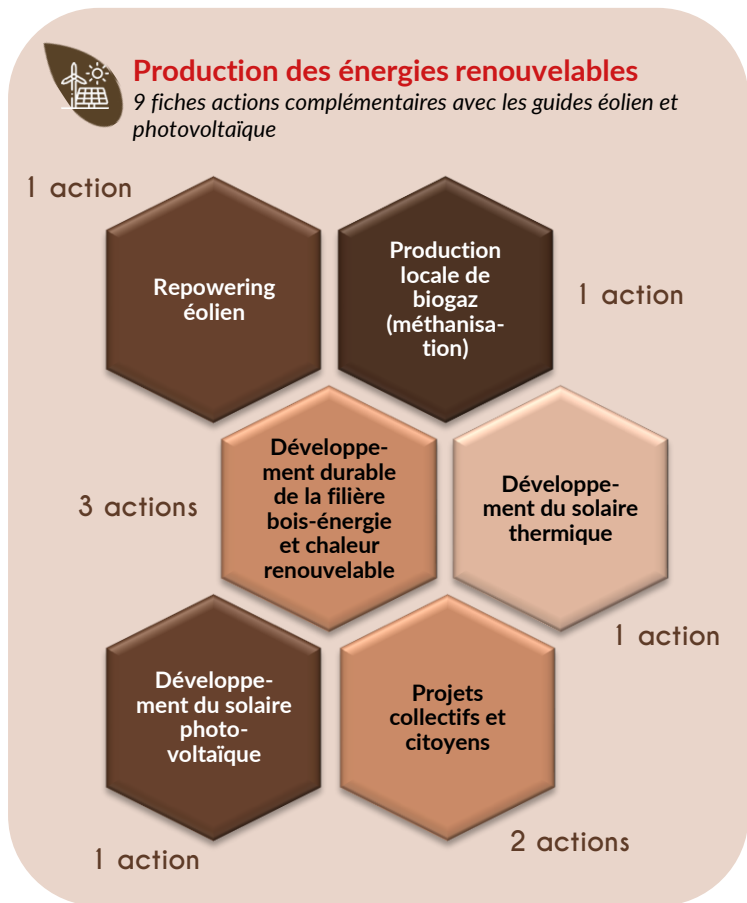 Production des énergies renouvelables
9 fiches actions complémentaires avec les guides éolien et
photovoltaïque
1 action
Repowering
éolien
Production
locale de
biogaz
(méthanisa-
tion)
1 action
3 actions
Développe-
ment durable
de la filière
bois-énergie
et chaleur
renouvelable
Développe-
ment du solaire
thermique
1 action
Développe-
ment du solaire
photo-
voltaïque
1 action
Projets
collectifs et
citoyens
2 actions